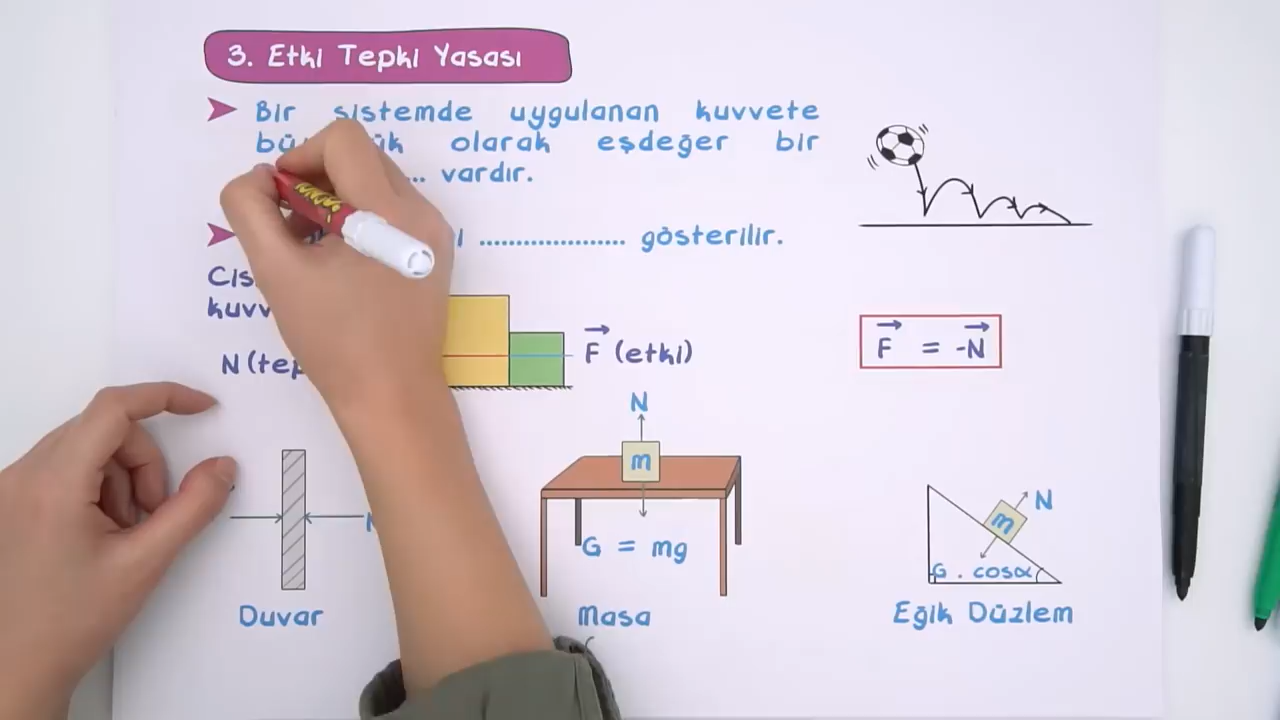 3. Etki Tepki Yasası
Bir sistemde uygulanan kuvvete
olarak eşdeğer bir
... vardır.
.................... gösterilir.
N F (etki)
F = -N
N
m
G = mg
N
m
G . cosα
Duvar Masa Eğik Düzlem